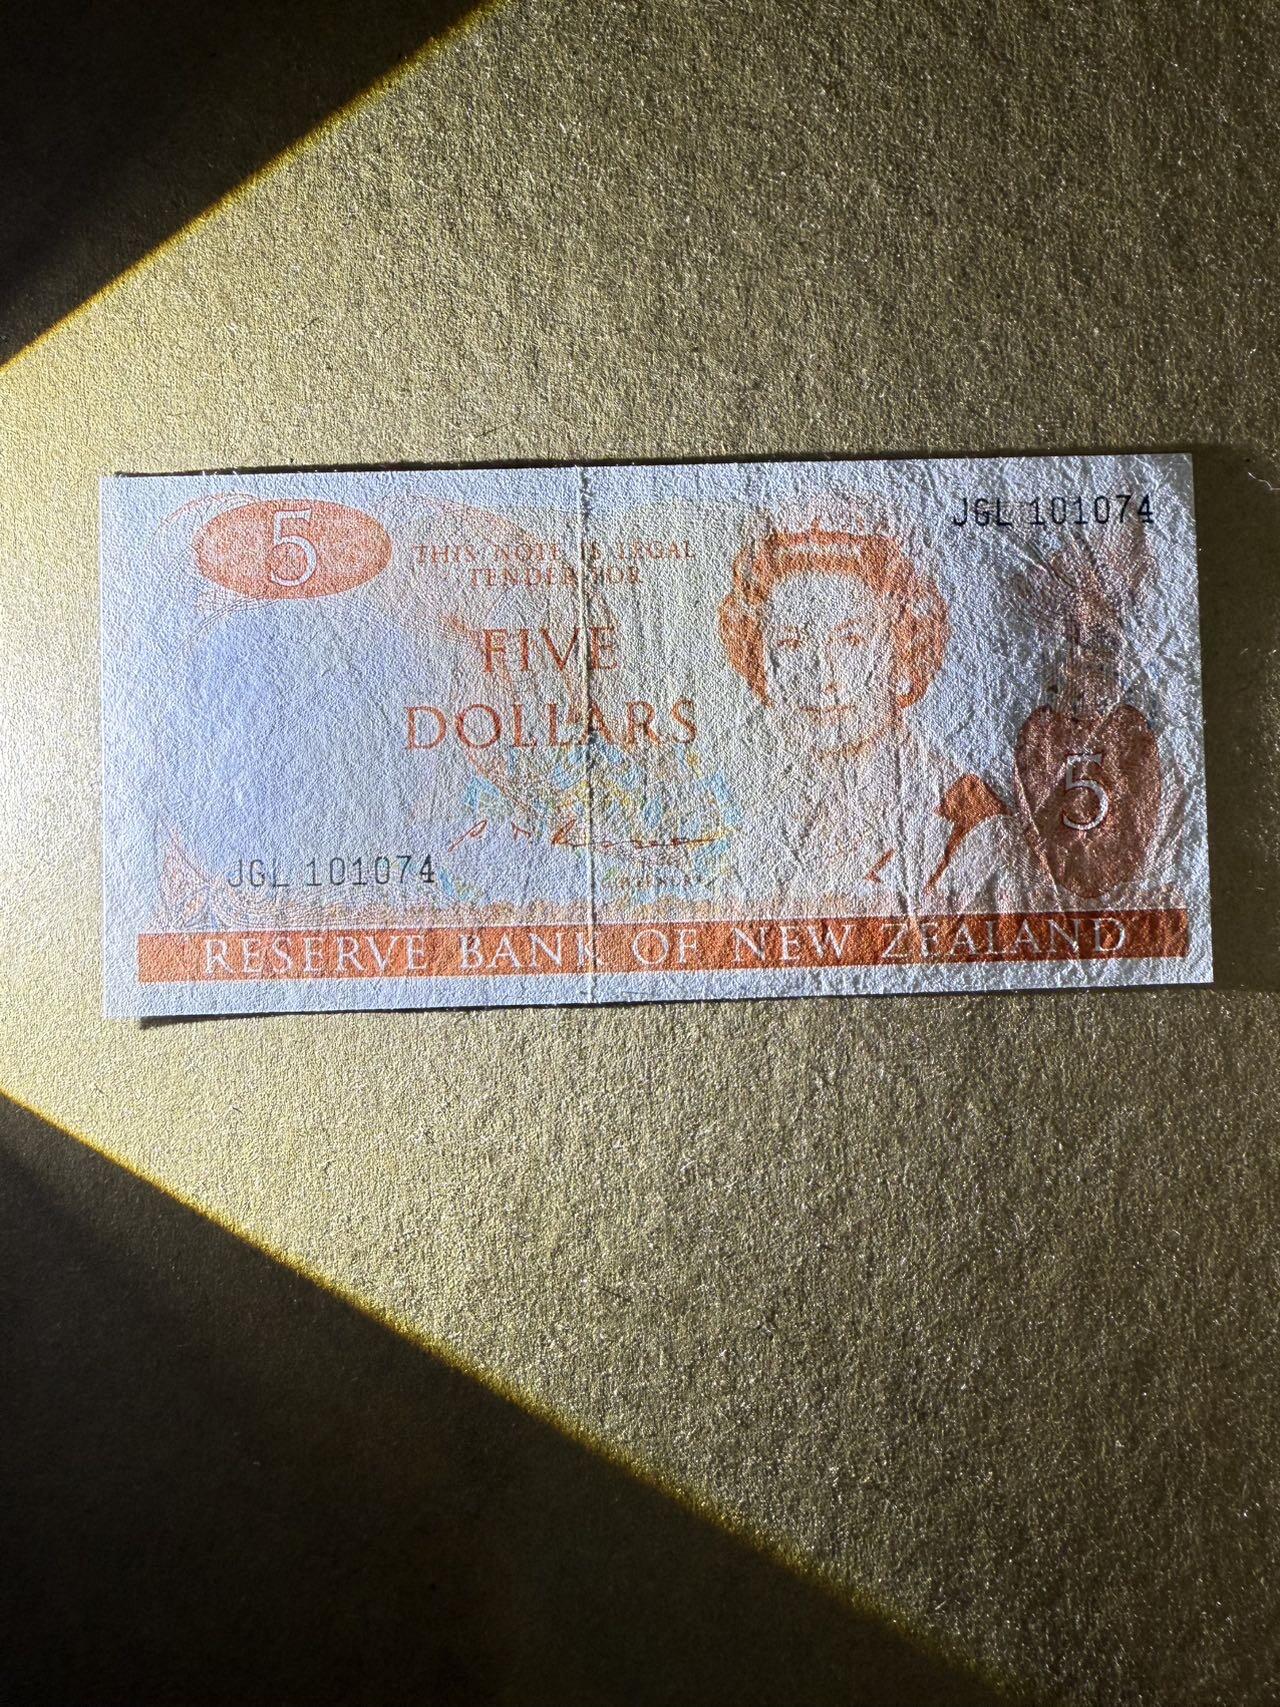 JGL 101074
5
THIS NOTE IS LEGAL
TENDER FOR
FIVE
DOLLARS
5
JGL 101074
RESERVE BANK OF NEW ZEALAND